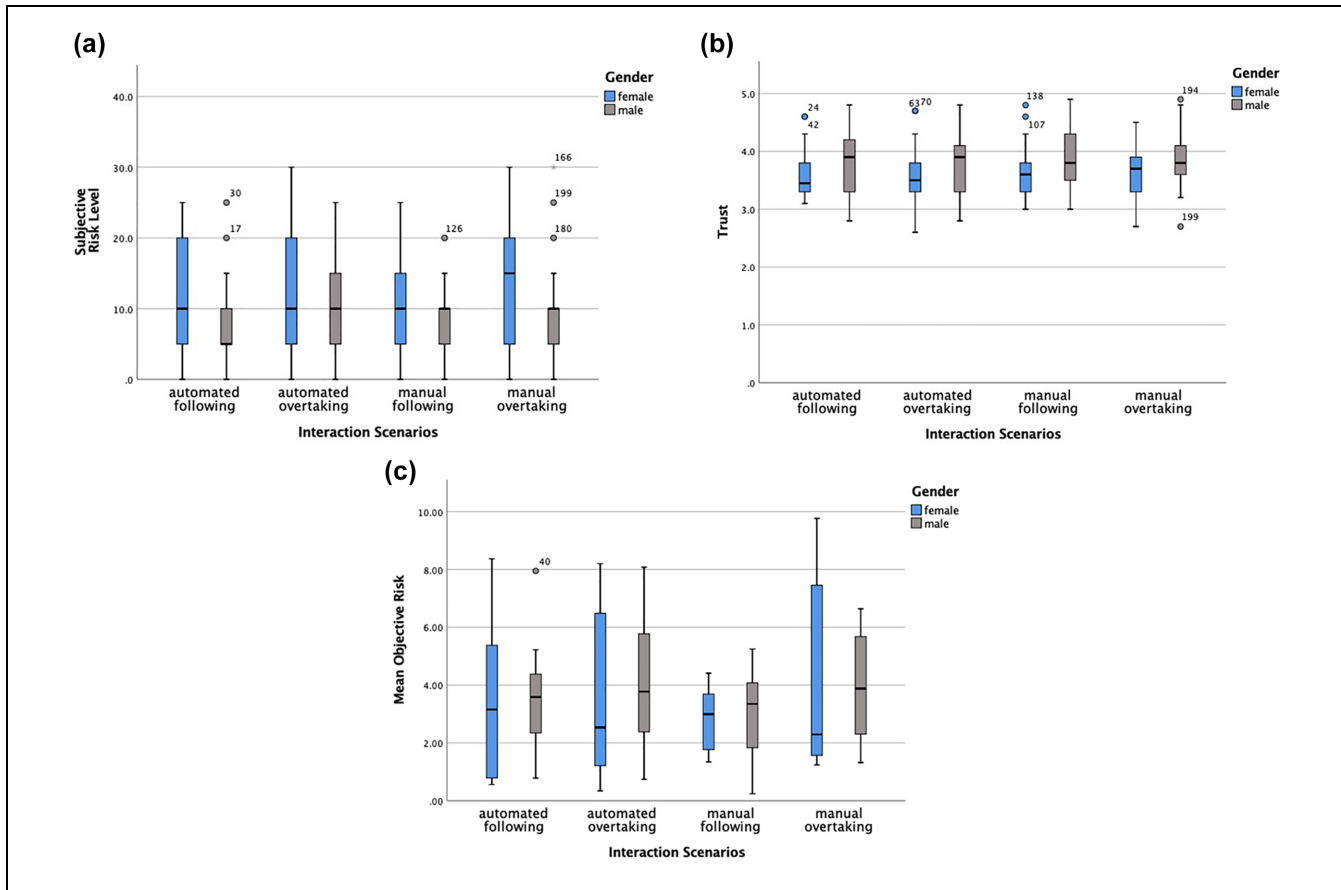 (a)
Gender
female
male
Subjective
Risk Level
40.0
30.0
20.0
10.0
.0
30
17
126
166
199
180
automated
following
automated
overtaking
manual
following
manual
overtaking
Interaction Scenarios
(b)
Gender
female
male
Trust
5.0
4.0
3.0
2.0
1.0
.0
24
42
63
70
138
107
194
199
automated
following
automated
overtaking
manual
following
manual
overtaking
Interaction Scenarios
(c)
Gender
female
male
Mean Objective Risk
10.00
8.00
6.00
4.00
2.00
.00
40
automated
following
automated
overtaking
manual
following
manual
overtaking
Interaction Scenarios